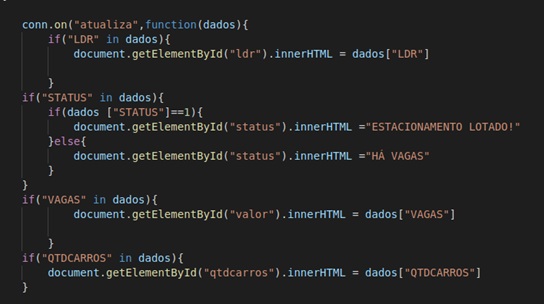 conn.on("atualiza",function(dados){
if("LDR" in dados){
document.getElementById("ldr").innerHTML = dados["LDR"]
}
if("STATUS" in dados){
if(dados ["STATUS"]==1){
document.getElementById("status").innerHTML ="ESTACIONAMENTO LOTADO!"
}else{
document.getElementById("status").innerHTML ="HÁ VAGAS"
}
}
if("VAGAS" in dados){
document.getElementById("valor").innerHTML = dados["VAGAS"]
}
if("QTDCARROS" in dados){
document.getElementById("qtdcarros").innerHTML = dados["QTDCARROS"]
}